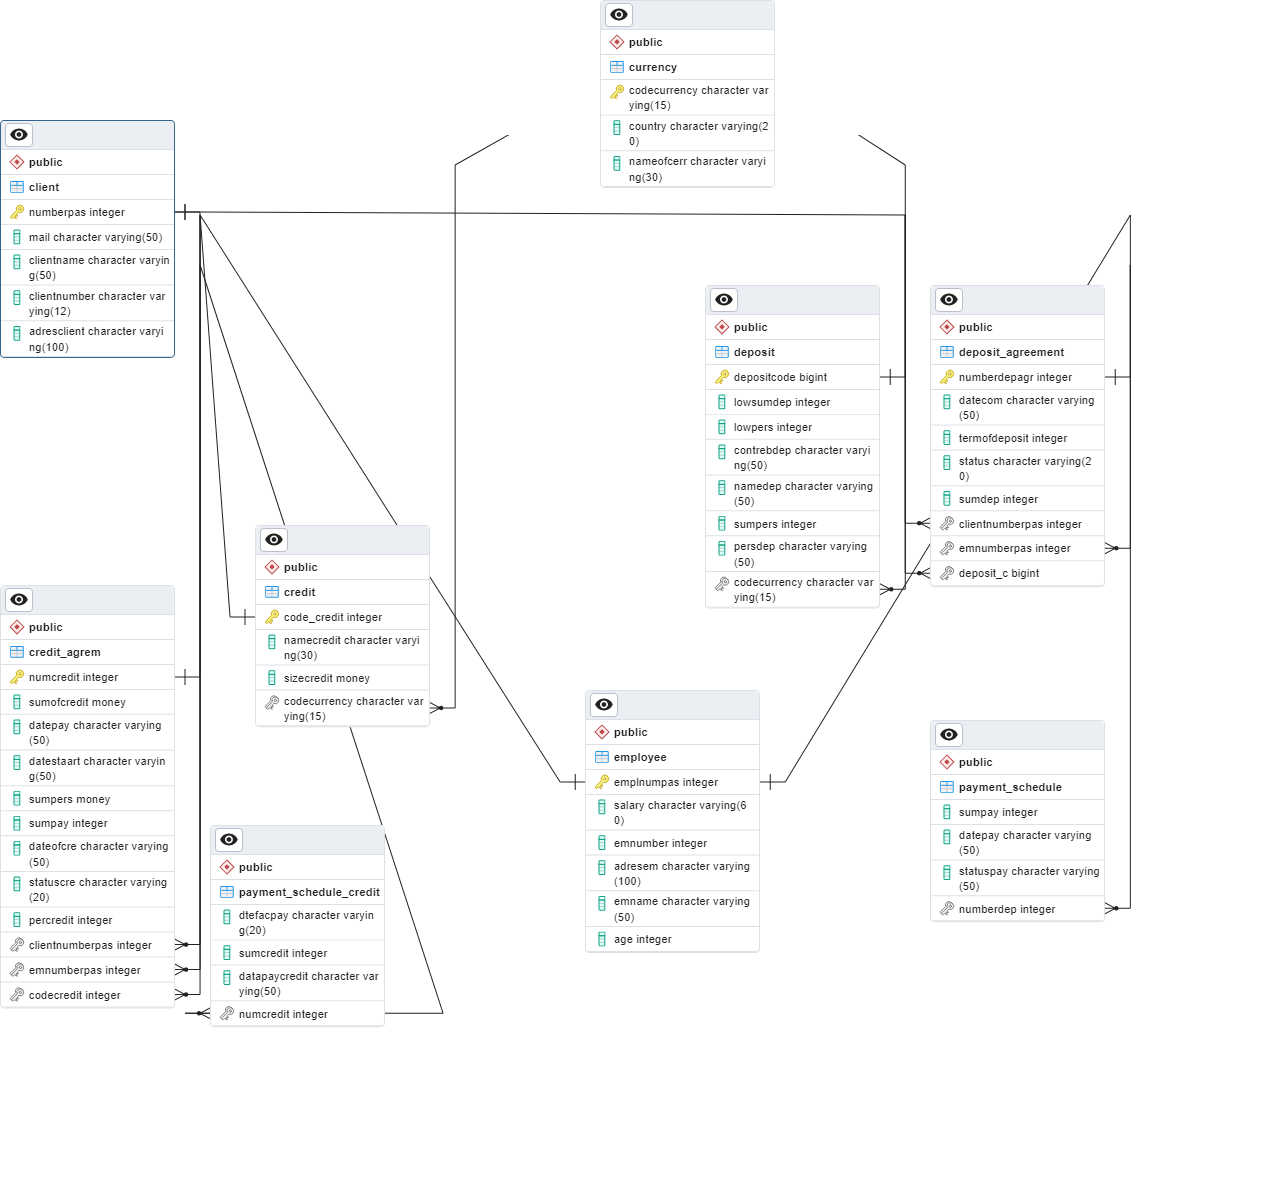 public
currency
codecurrency character var
ying(15)
country character varying(2
0)
nameofcerr character varyi
ng(30)
public
client
numberpas integer
mail character varying(50)
clientname character varyin
g(50)
clientnumber character var
ying(12)
adresclient character varyi
ng(100)
public
deposit
depositcode bigint
lowsumdep integer
lowpers integer
contrebdep character varyi
ng(50)
namedep character varying
(50)
sumpers integer
persdep character varying
(50)
codecurrency character var
ying(15)
public
deposit_agreement
numberdepagr integer
datecom character varying
(50)
termofdeposit integer
status character varying(2
0)
sumdep integer
clientnumberpas integer
emnumberpas integer
deposit_c bigint
public
credit
code_credit integer
namecredit character varyi
ng(30)
sizecredit money
codecurrency character var
ying(15)
public
credit_agrem
numcredit integer
sumofcredit money
datepay character varying
(50)
datestaart character varyin
g(50)
sumpers money
sumpay integer
dateofcre character varying
(50)
statuscre character varying
(20)
percredit integer
clientnumberpas integer
emnumberpas integer
codecredit integer
public
employee
emplnumpas integer
salary character varying(6
0)
emnumber integer
adresem character varying
(100)
emname character varying
(50)
age integer
public
payment_schedule
sumpay integer
datepay character varying
(50)
statuspay character varying
(50)
numberdep integer
public
payment_schedule_credit
dtefacpay character varyin
g(20)
sumcredit integer
datapaycredit character var
ying(50)
numcredit integer